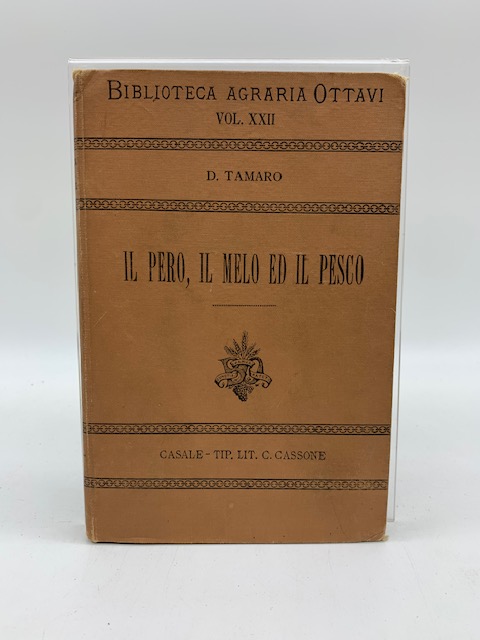 BIBLIOTECA AGRARIA OTTAVI
VOL. XXII
D. TAMARO
IL PERO, IL MELO ED IL PESCO
CASALE - TIP. LIT. C. CASSONE